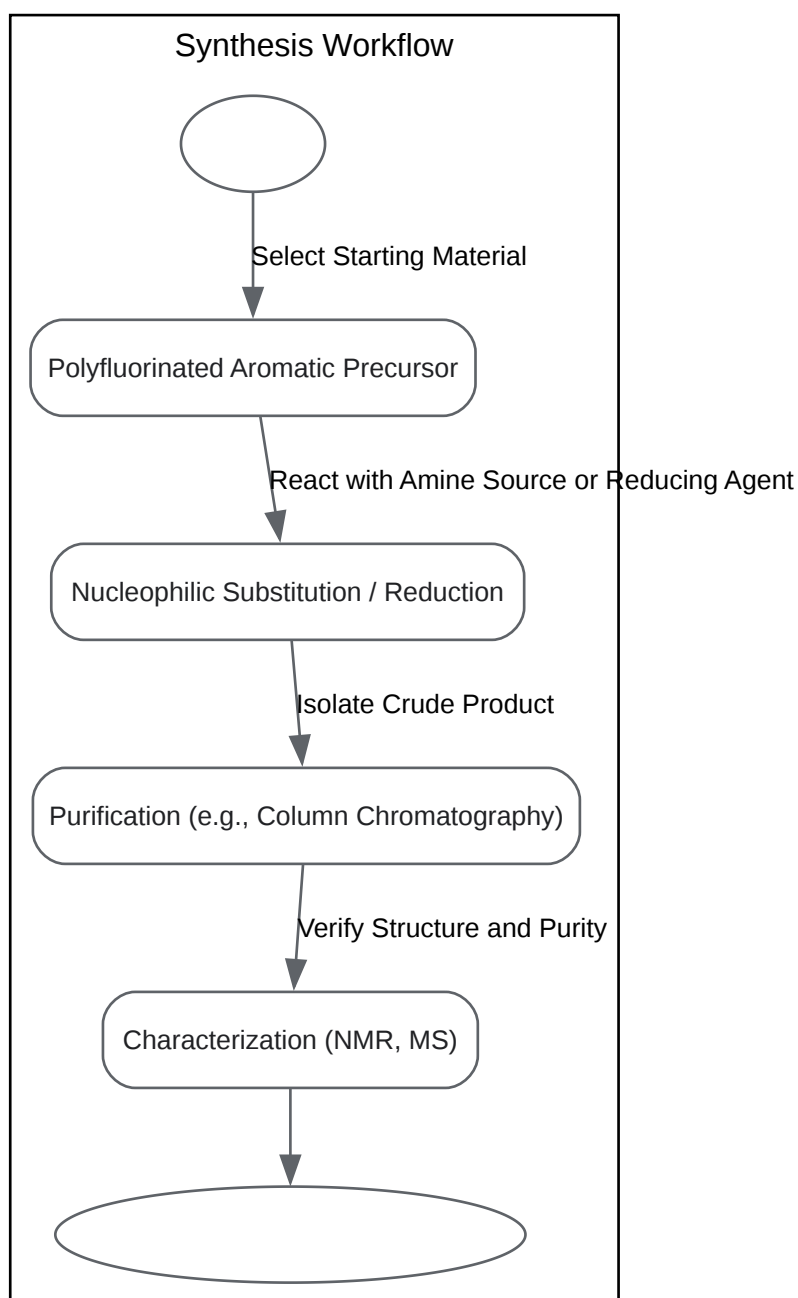 Synthesis Workflow
Select Starting Material
Polyfluorinated Aromatic Precursor
React with Amine Source or Reducing Agent
Nucleophilic Substitution / Reduction
Isolate Crude Product
Purification (e.g., Column Chromatography)
Verify Structure and Purity
Characterization (NMR, MS)